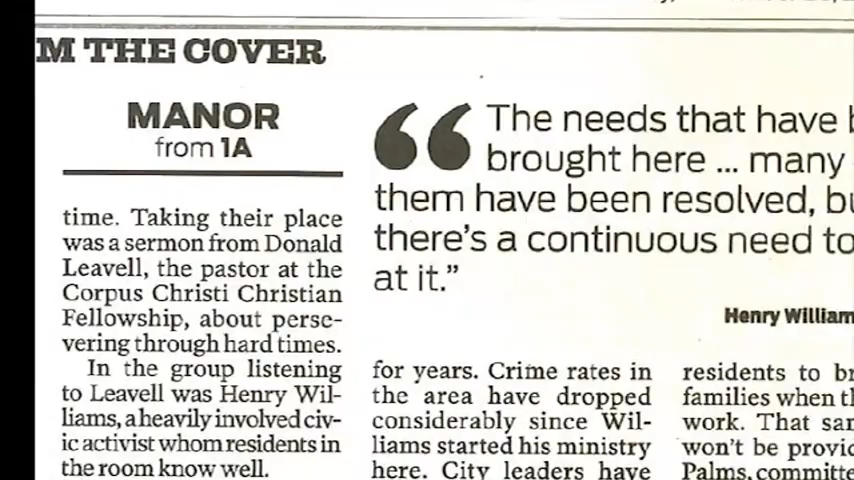 M THE COVER
MANOR
from 1A
time. Taking their place
was a sermon from Donald
Leavell, the pastor at the
Corpus Christi Christian
Fellowship, about perse-
vering through hard times.
In the group listening
to Leavell was Henry Wil-
liams, a heavily involved civ-
ic activist whom residents in
the room know well.
“The needs that have b
brought here ... many
them have been resolved, bu
there’s a continuous need to
at it.”
Henry William
for years. Crime rates in
the area have dropped
considerably since Wil-
liams started his ministry
here. City leaders have
residents to br
families when th
work. That sam
won’t be provid
Palms, committe